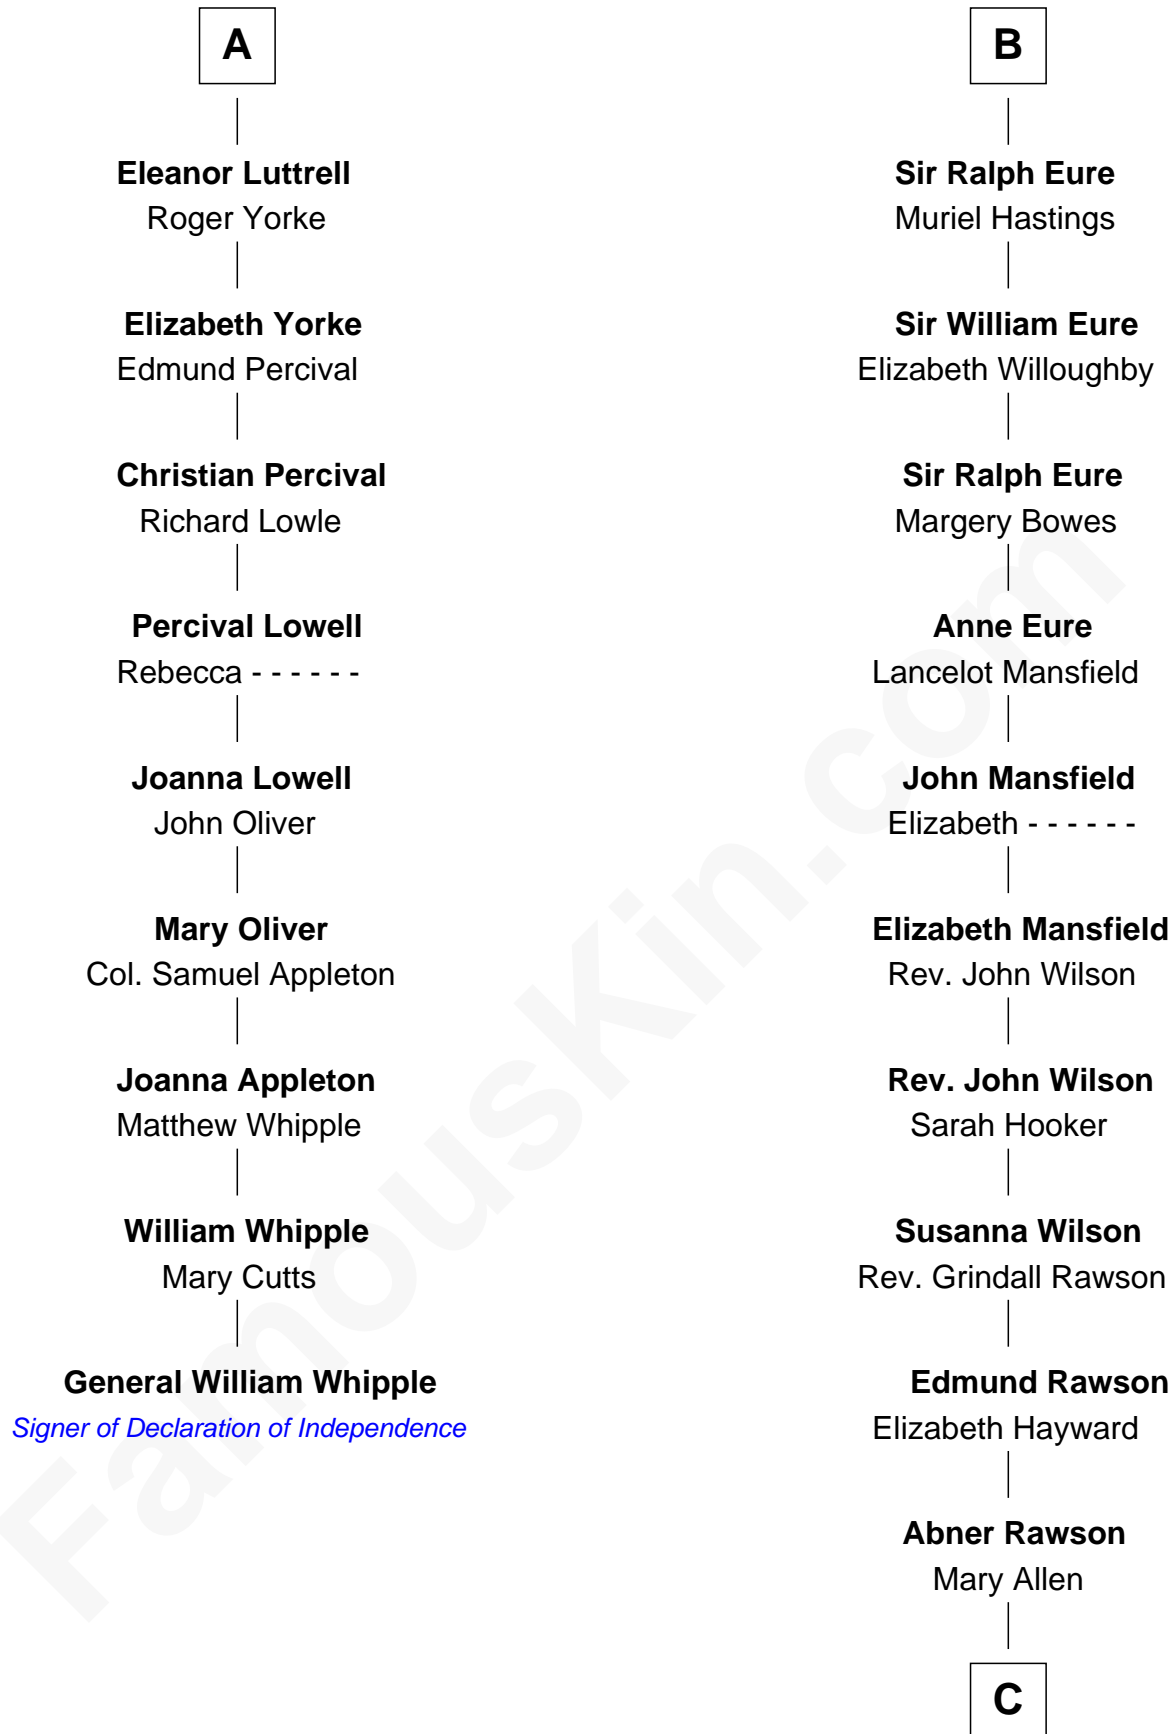 A
Eleanor Luttrell
Roger Yorke
Elizabeth Yorke
Edmund Percival
Christian Percival
Richard Lowle
Percival Lowell
Rebecca - - - - - -
Joanna Lowell
John Oliver
Mary Oliver
Col. Samuel Appleton
Joanna Appleton
Matthew Whipple
William Whipple
Mary Cutts
General William Whipple
Signer of Declaration of Independence
B
Sir Ralph Eure
Muriel Hastings
Sir William Eure
Elizabeth Willoughby
Sir Ralph Eure
Margery Bowes
Anne Eure
Lancelot Mansfield
John Mansfield
Elizabeth - - - - - -
Elizabeth Mansfield
Rev. John Wilson
Rev. John Wilson
Sarah Hooker
Susanna Wilson
Rev. Grindall Rawson
Edmund Rawson
Elizabeth Hayward
Abner Rawson
Mary Allen
C
FamousKin.com